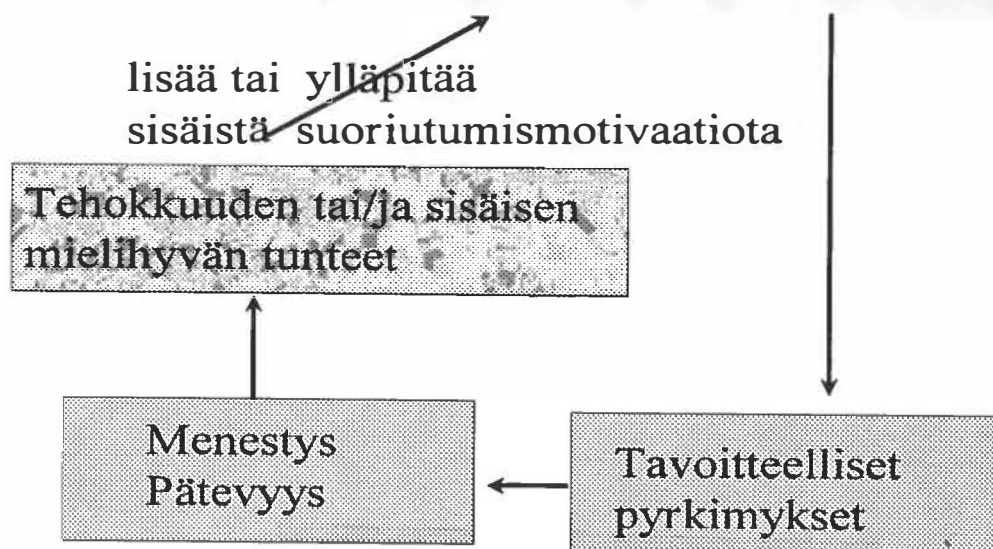 lisää tai ylläpitää
sisäistä suoriutumismotivaatiota
Tehokkuuden tai/ja sisäisen
mielihyvän tunteet
Menestys
Pätevyys
Tavoitteelliset
pyrkimykset